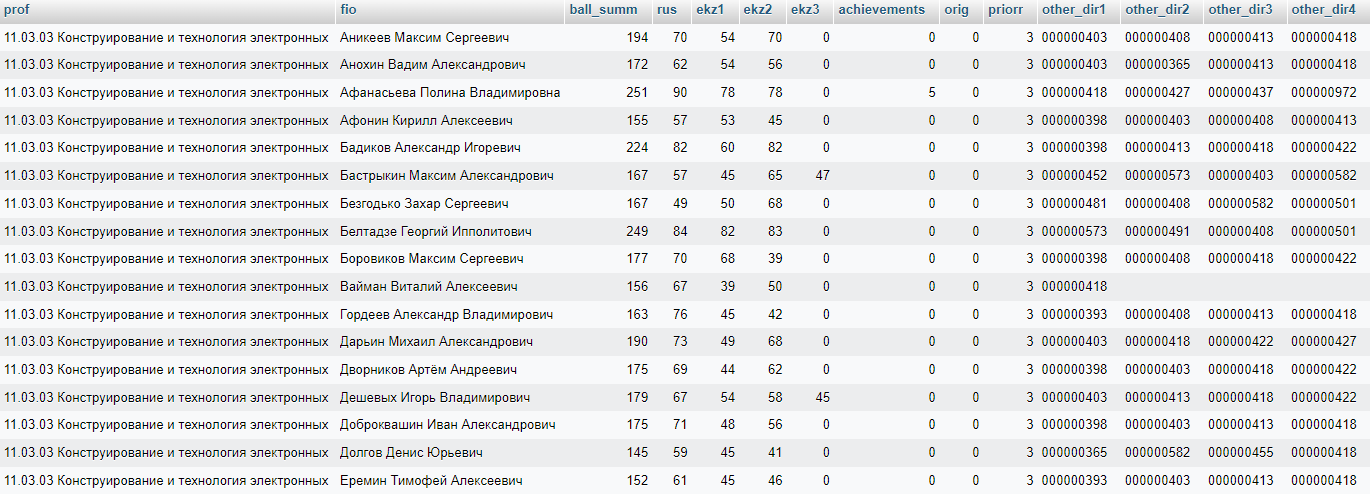 prof fio ball_summ rus ekz1 ekz2 ekz3 achievements orig priorr other_dir1 other_dir2 other_dir3 other_dir4
11.03.03 Конструирование и технология электронных Аникеев Максим Сергеевич 194 70 54 70 0 0 0 3 000000403 000000408 000000413 000000418
11.03.03 Конструирование и технология электронных Анохин Вадим Александрович 172 62 54 56 0 0 0 3 000000403 000000365 000000413 000000418
11.03.03 Конструирование и технология электронных Афанасьева Полина Владимировна 251 90 78 78 0 5 0 3 000000418 000000427 000000437 000000972
11.03.03 Конструирование и технология электронных Афонин Кирилл Алексеевич 155 57 53 45 0 0 0 3 000000398 000000403 000000408 000000413
11.03.03 Конструирование и технология электронных Бадиков Александр Игоревич 224 82 60 82 0 0 0 3 000000398 000000413 000000418 000000422
11.03.03 Конструирование и технология электронных Бастрыкин Максим Александрович 167 57 45 65 47 0 0 3 000000452 000000573 000000403 000000582
11.03.03 Конструирование и технология электронных Безгодько Захар Сергеевич 167 49 50 68 0 0 0 3 000000481 000000408 000000582 000000501
11.03.03 Конструирование и технология электронных Белтадзе Георгий Ипполитович 249 84 82 83 0 0 0 3 000000573 000000491 000000408 000000501
11.03.03 Конструирование и технология электронных Боровиков Максим Сергеевич 177 70 68 39 0 0 0 3 000000398 000000408 000000418 000000422
11.03.03 Конструирование и технология электронных Вайман Виталий Алексеевич 156 67 39 50 0 0 0 3 000000418
11.03.03 Конструирование и технология электронных Гордеев Александр Владимирович 163 76 45 42 0 0 0 3 000000393 000000408 000000413 000000418
11.03.03 Конструирование и технология электронных Дарьин Михаил Александрович 190 73 49 68 0 0 0 3 000000403 000000418 000000422 000000427
11.03.03 Конструирование и технология электронных Дворников Артём Андреевич 175 69 44 62 0 0 0 3 000000398 000000403 000000418 000000422
11.03.03 Конструирование и технология электронных Дешевых Игорь Владимирович 179 67 54 58 45 0 0 3 000000403 000000413 000000418 000000422
11.03.03 Конструирование и технология электронных Доброквашин Иван Александрович 175 71 48 56 0 0 0 3 000000398 000000403 000000413 000000418
11.03.03 Конструирование и технология электронных Долгов Денис Юрьевич 145 59 45 41 0 0 0 3 000000365 000000582 000000455 000000418
11.03.03 Конструирование и технология электронных Еремин Тимофей Алексеевич 152 61 45 46 0 0 0 3 000000393 000000403 000000413 000000418